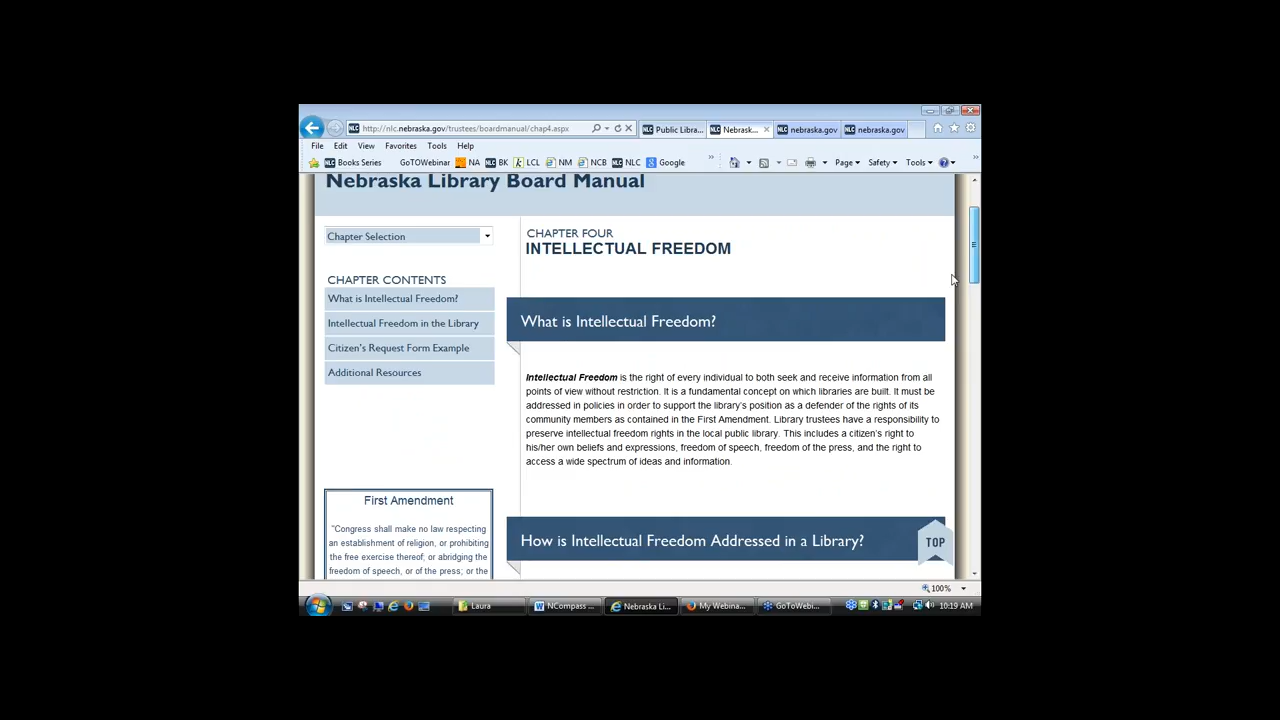 http://nlc.nebraska.gov/trustees/boardmanual/chap4.aspx
Public Libra...
Nebrask...
nebraska.gov
nebraska.gov
File Edit View Favorites Tools Help
Books Series GoTOWebinar NA BK LCL NM NCB NLC Google
Page Safety Tools
Nebraska Library Board Manual
Chapter Selection
CHAPTER CONTENTS
What is Intellectual Freedom?
Intellectual Freedom in the Library
Citizen's Request Form Example
Additional Resources
First Amendment
"Congress shall make no law respecting
an establishment of religion, or prohibiting
the free exercise thereof; or abridging the
freedom of speech, or of the press; or the
CHAPTER FOUR
INTELLECTUAL FREEDOM
What is Intellectual Freedom?
Intellectual Freedom is the right of every individual to both seek and receive information from all
points of view without restriction. It is a fundamental concept on which libraries are built. It must be
addressed in policies in order to support the library's position as a defender of the rights of its
community members as contained in the First Amendment. Library trustees have a responsibility to
preserve intellectual freedom rights in the local public library. This includes a citizen's right to
his/her own beliefs and expressions, freedom of speech, freedom of the press, and the right to
access a wide spectrum of ideas and information.
How is Intellectual Freedom Addressed in a Library?
TOP
100%
Laura
NCompass ...
Nebraska Li...
My Webina...
GoToWebi...
10:19 AM